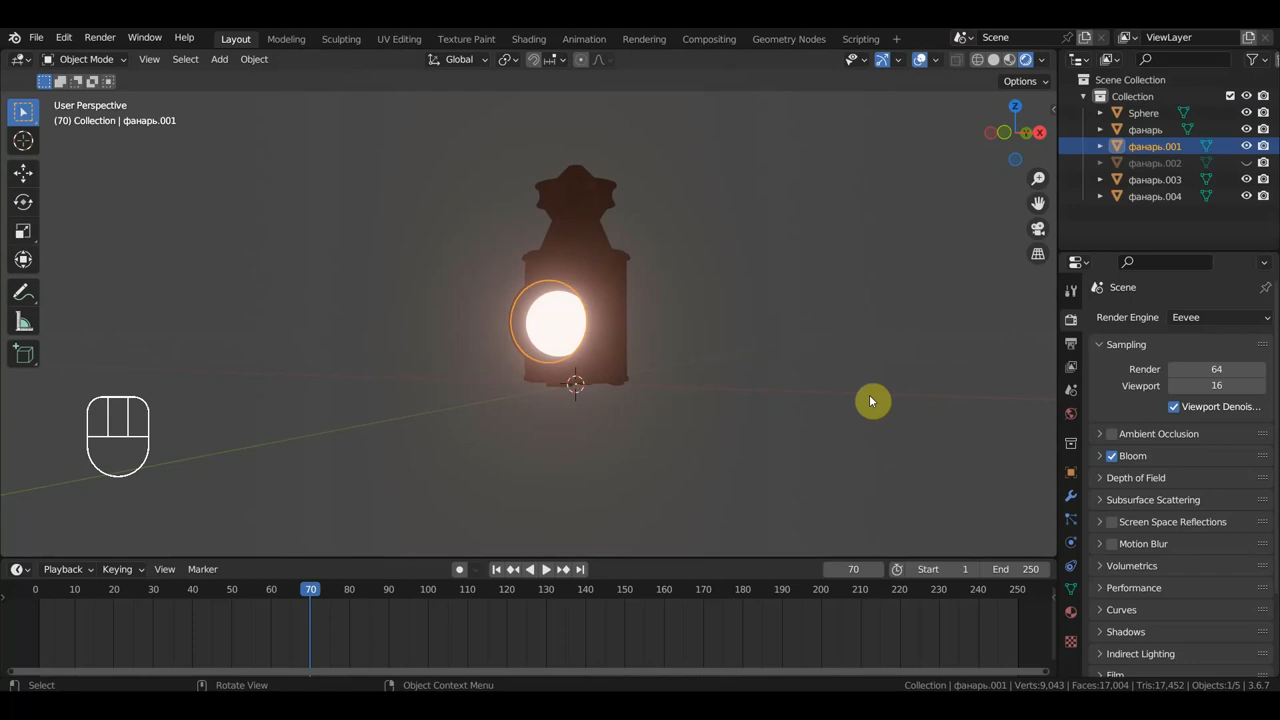 File Edit Render Window Help Layout Modeling Sculpting UV Editing Texture Paint Shading Animation Rendering Compositing Geometry Nodes Scripting + Scene ViewLayer
Object Mode View Select Add Object Global
Options
User Perspective
(70) Collection | фанарь.001
Z
X
Scene Collection
Collection
Sphere
фанарь
фанарь.001
фанарь.002
фанарь.003
фанарь.004
Scene
Render Engine Eevee
Sampling
Render 64
Viewport 16
Viewport Denois...
Ambient Occlusion
Bloom
Depth of Field
Subsurface Scattering
Screen Space Reflections
Motion Blur
Volumetrics
Performance
Curves
Shadows
Indirect Lighting
Film
Playback Keying View Marker 70 Start 1 End 250
0 10 20 30 40 50 60 70 80 90 100 110 120 130 140 150 160 170 180 190 200 210 220 230 240 250
Select Rotate View Object Context Menu Collection | фанарь.001 | Verts:9,043 | Faces:17,004 | Tris:17,452 | Objects:1/5 | 3.6.7